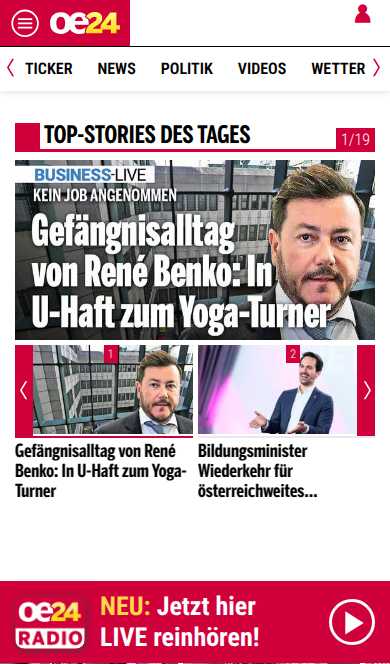 oe24
TICKER NEWS POLITIK VIDEOS WETTER
TOP-STORIES DES TAGES
1/19
BUSINESS-LIVE
KEIN JOB ANGENOMMEN
Gefängnisalltag
von René Benko: In
U-Haft zum Yoga-Turner
1
2
Gefängnisalltag von René
Benko: In U-Haft zum Yoga-
Turner
Bildungsminister
Wiederkehr für
österreichweites...
oe24
RADIO
NEU: Jetzt hier
LIVE reinhören!